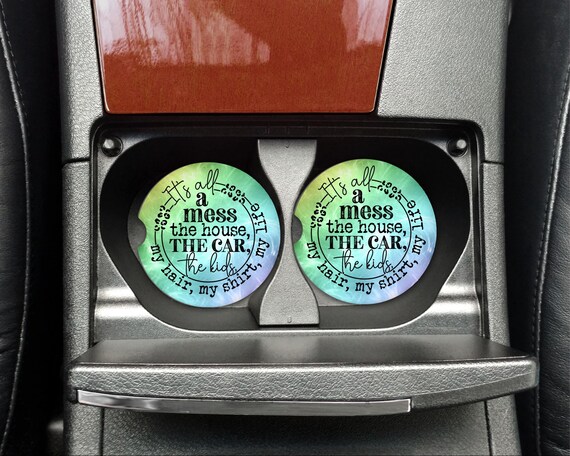 It's all
a
mess
the house,
THE CAR,
the kids,
my hair, my shirt, my life
It's all
a
mess
the house,
THE CAR,
the kids,
my hair, my shirt, my life